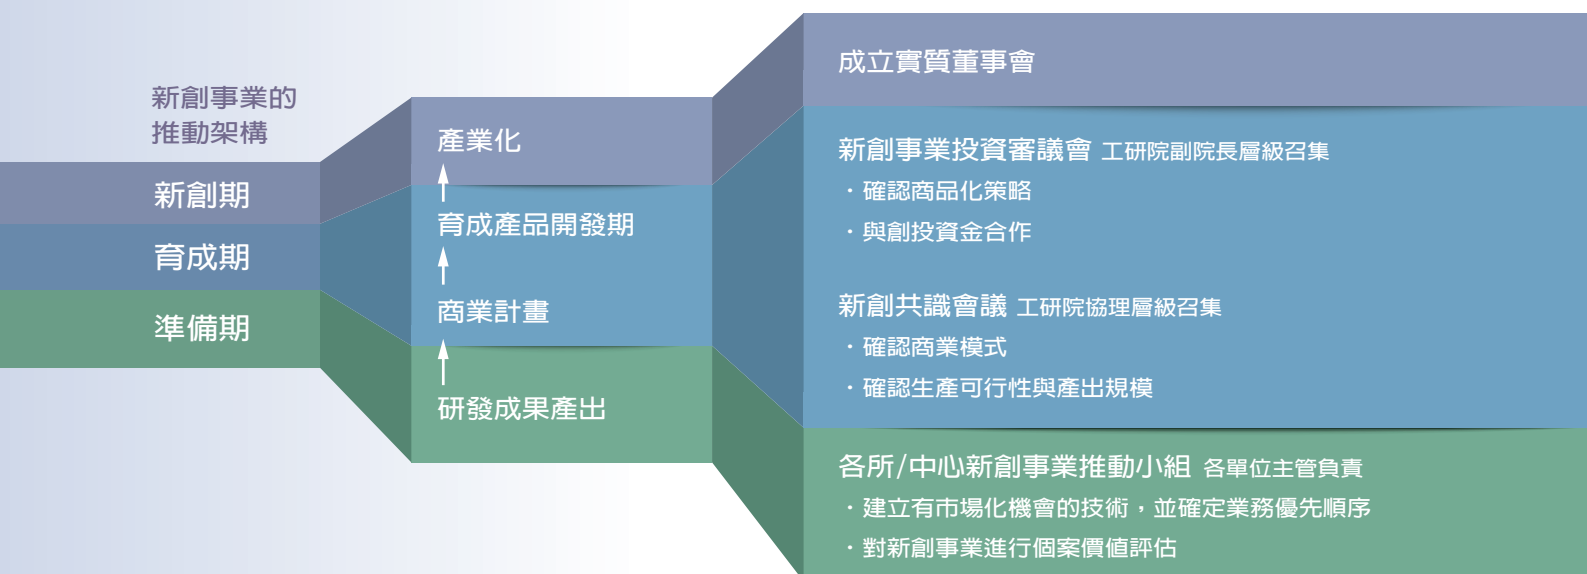 新創事業的
推動架構
新創期
育成期
準備期
產業化
育成產品開發期
商業計畫
研發成果產出
成立實質董事會
新創事業投資審議會 工研院副院長層級召集
・確認商品化策略
・與創投資金合作
新創共識會議 工研院協理層級召集
・確認商業模式
・確認生產可行性與產出規模
各所/中心新創事業推動小組 各單位主管負責
・建立有市場化機會的技術，並確定業務優先順序
・對新創事業進行個案價值評估